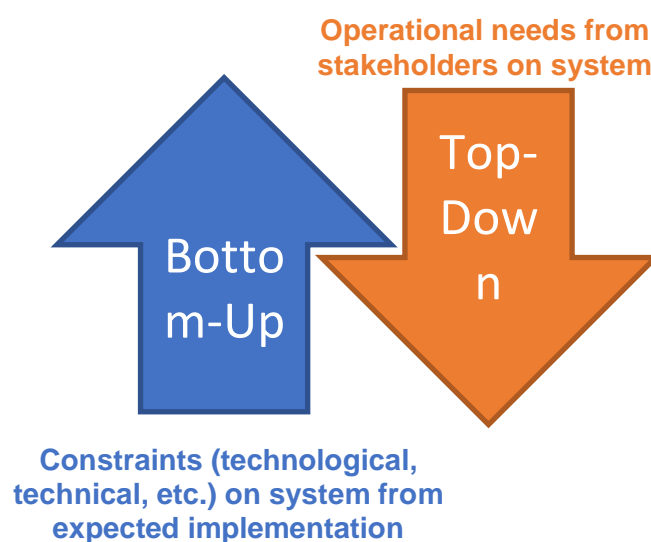 Operational needs from
stakeholders on system
Top-
Dow
n
Botto
m-Up
Constraints (technological,
technical, etc.) on system from
expected implementation